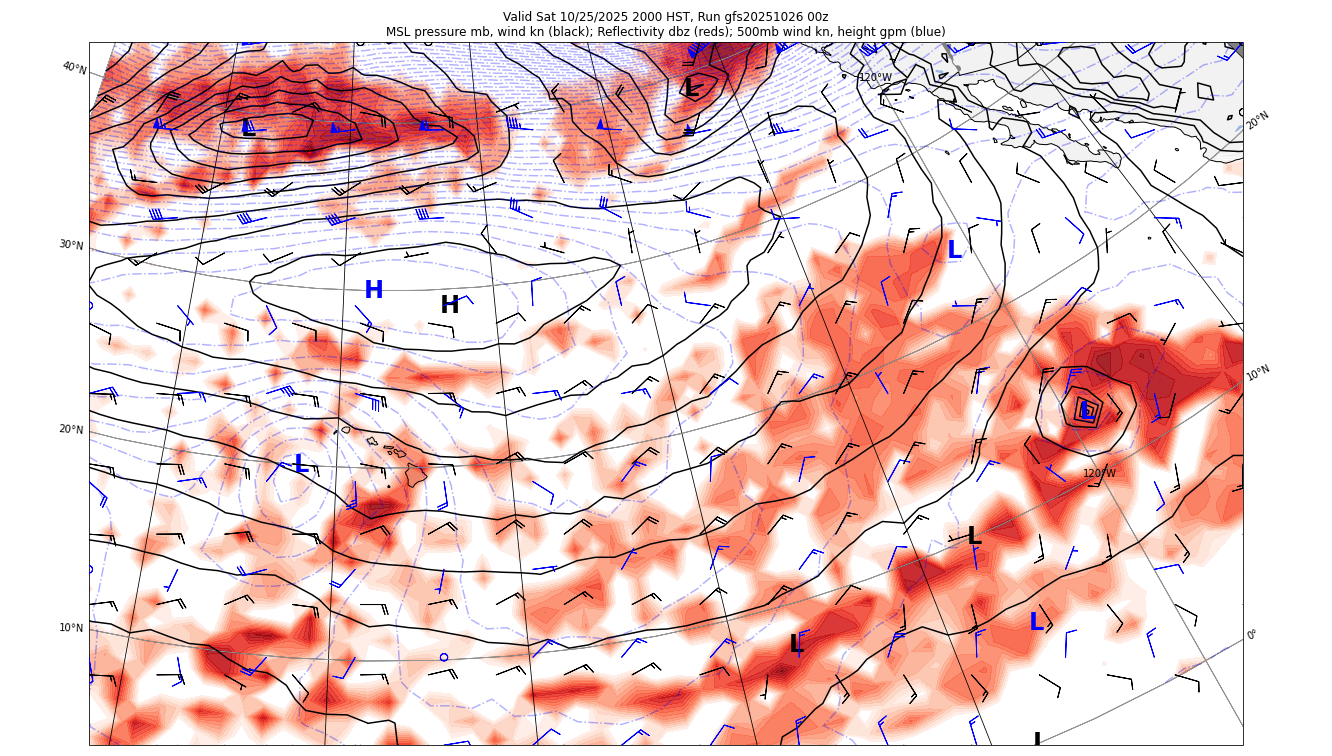 Valid Sat 10/25/2025 2000 HST, Run gfs20251026 00z
MSL pressure mb, wind kn (black); Reflectivity dbz (reds); 500mb wind kn, height gpm (blue)
40°N
L
120°W
L
20°N
30°N
L
H
H
10°N
L
20°N
L
120°W
L
10°N
L
L
0°
L